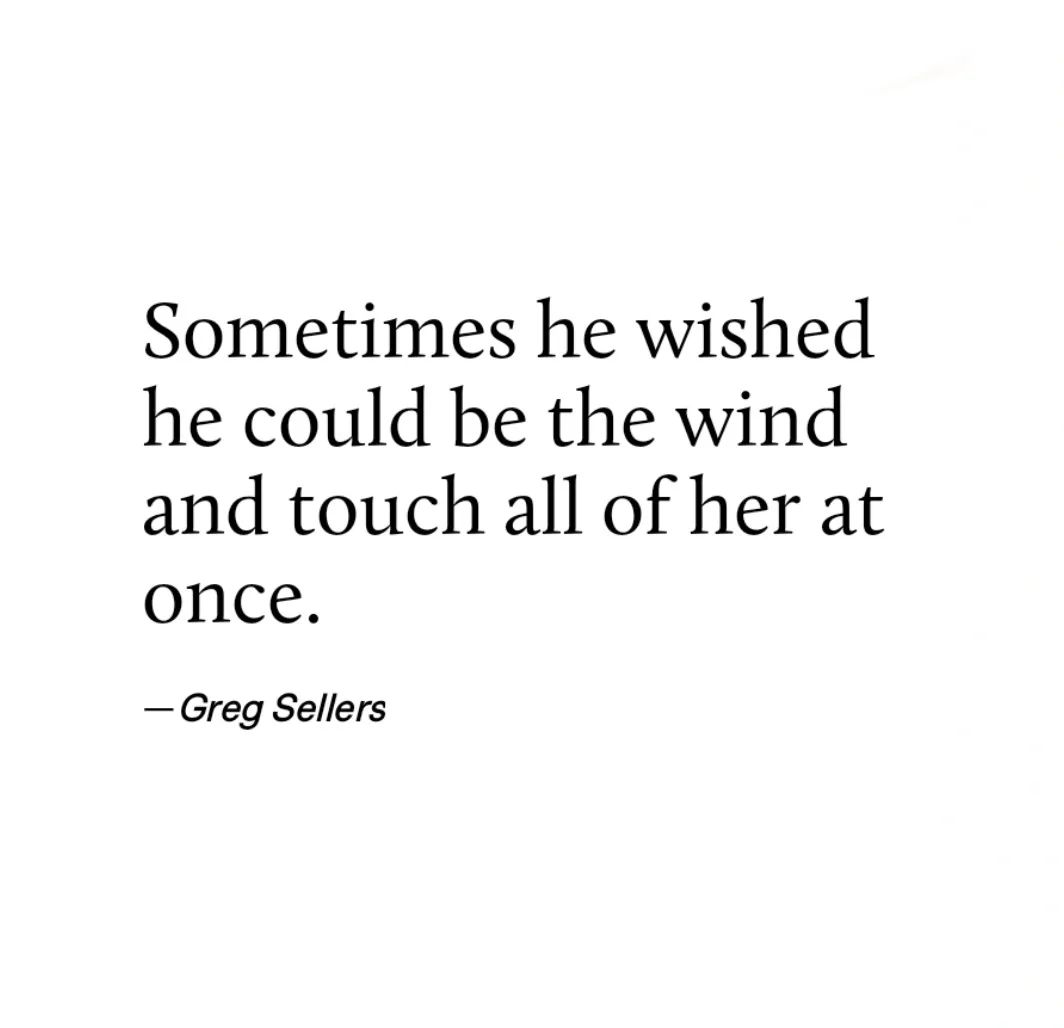 Sometimes he wished
he could be the wind
and touch all of her at
once.
—Greg Sellers